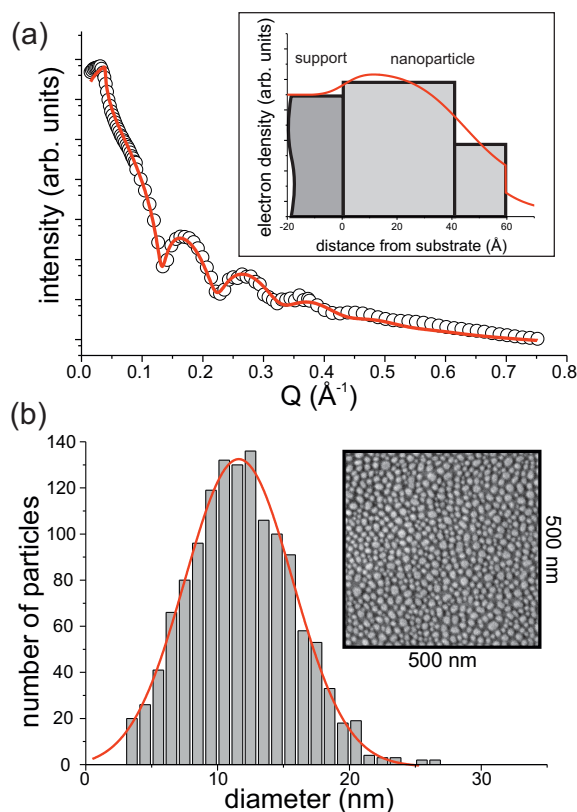 (a)
intensity (arb. units)
electron density (arb. units)
support nanoparticle
-20 0 20 40 60
distance from substrate (Å)
0.0 0.1 0.2 0.3 0.4 0.5 0.6 0.7 0.8
Q (Å⁻¹)
(b)
number of particles
140
120
100
80
60
40
20
0
500 nm
500 nm
0 10 20 30
diameter (nm)